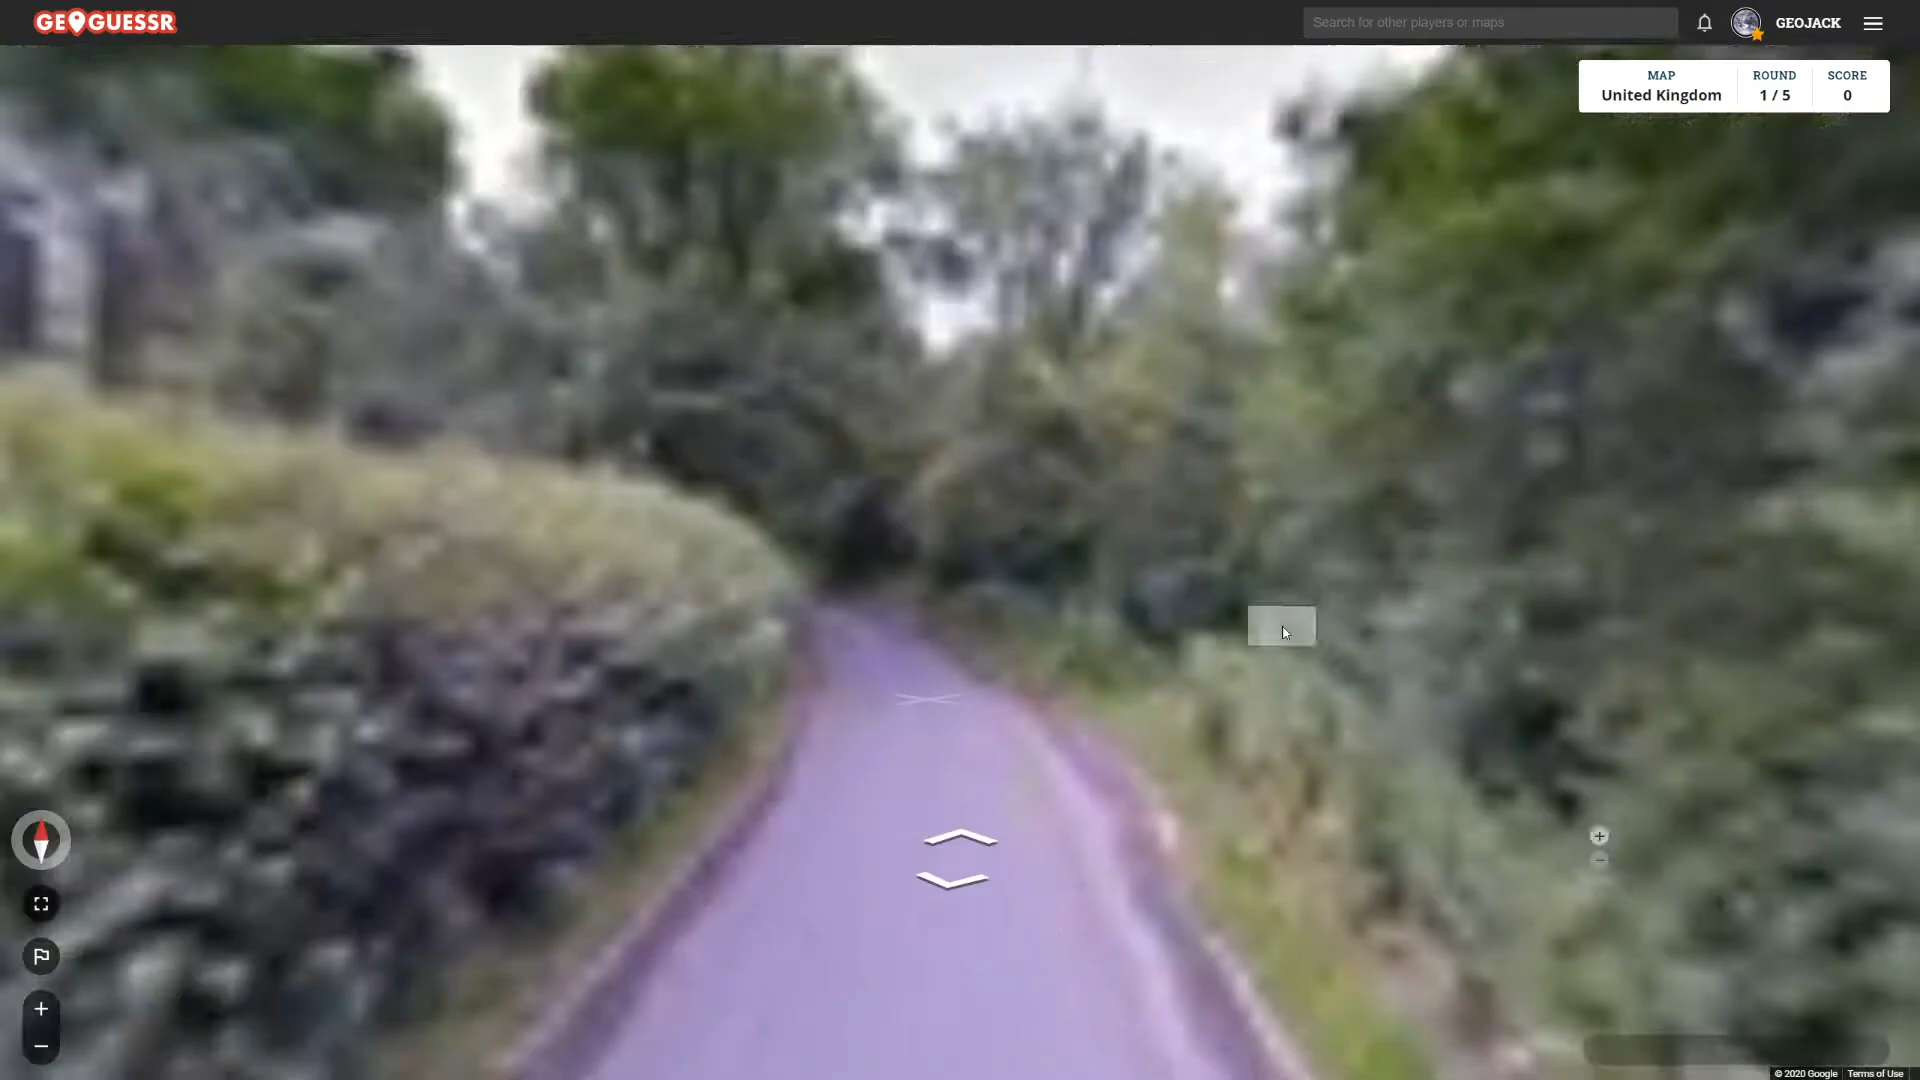 GEOGUESSR
Search for other players or maps
GEOJACK
MAP
United Kingdom
ROUND
1 / 5
SCORE
0
© 2020 Google
Terms of Use